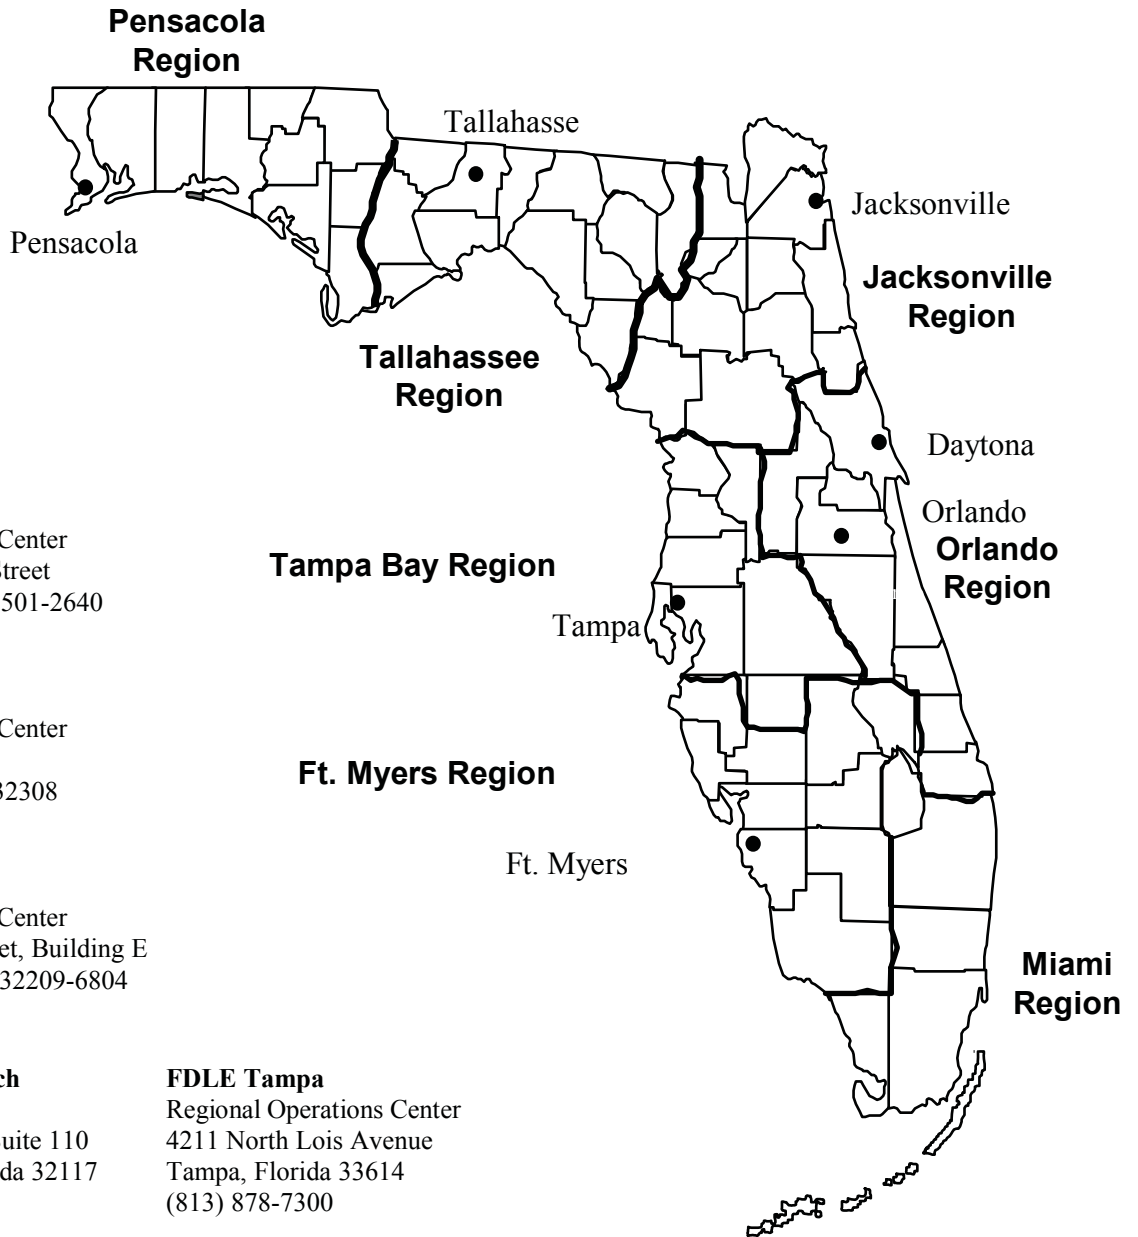 Pensacola
Region
Tallahasse
Jacksonville
Pensacola
Jacksonville
Region
Tallahassee
Region
Daytona
Orlando
Orlando
Region
Center
Street
501-2640
Tampa Bay Region
Tampa
Center
32308
Ft. Myers Region
Ft. Myers
Center
et, Building E
32209-6804
Miami
Region
ch
uite 110
da 32117
FDLE Tampa
Regional Operations Center
4211 North Lois Avenue
Tampa, Florida 33614
(813) 878-7300